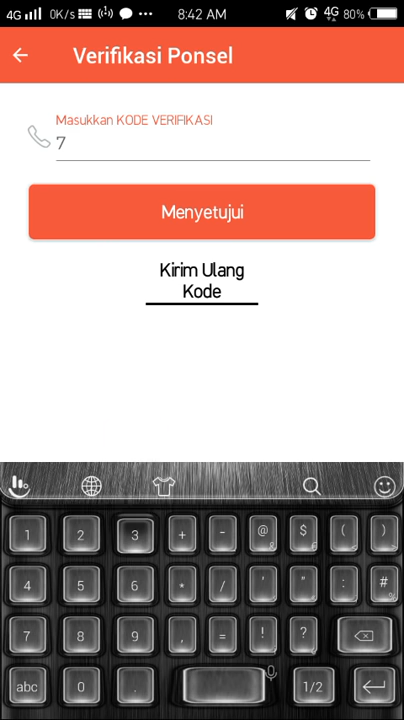 4G 0K/s 8:42 AM 4G 80%
Verifikasi Ponsel
Masukkan KODE VERIFIKASI
7
Menyetujui
Kirim Ulang
Kode
1 2 3 + - @ $ ( )
4 5 6 * / ' " : #
7 8 9 , = ! ?
abc 0 . 1/2